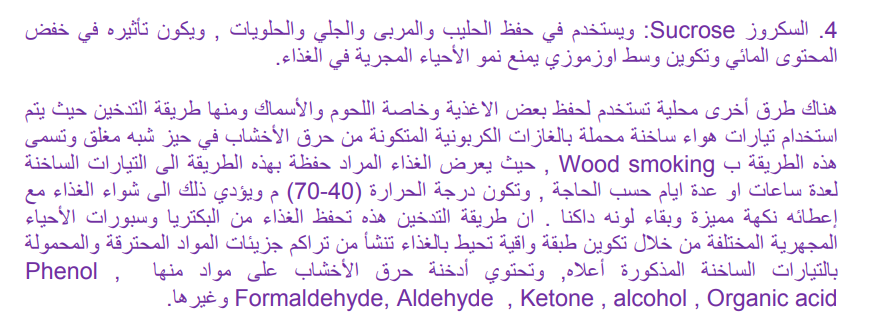 4. السكروز Sucrose: ويستخدم في حفظ الحليب والمربى والجلي والحلويات , ويكون تأثيره في خفض
المحتوى المائي وتكوين وسط اوزموزي يمنع نمو الأحياء المجرية في الغذاء.
هناك طرق أخرى محلية تستخدم لحفظ بعض الاغذية وخاصة اللحوم والأسماك ومنها طريقة التدخين حيث يتم
استخدام تيارات هواء ساخنة محملة بالغازات الكربونية المتكونة من حرق الأخشاب في حيز شبه مغلق وتسمى
هذه الطريقة ب Wood smoking , حيث يعرض الغذاء المراد حفظة بهذه الطريقة الى التيارات الساخنة
لعدة ساعات او عدة ايام حسب الحاجة , وتكون درجة الحرارة (40-70) م ويؤدي ذلك الى شواء الغذاء مع
إعطائه نكهة مميزة وبقاء لونه داكنا . ان طريقة التدخين هذه تحفظ الغذاء من البكتريا وسبورات الأحياء
المجهرية المختلفة من خلال تكوين طبقة واقية تحيط بالغذاء تنشأ من تراكم جزيئات المواد المحترقة والمحمولة
بالتيارات الساخنة المذكورة أعلاه, وتحتوي أدخنة حرق الأخشاب على مواد منها , Phenol
Formaldehyde, Aldehyde , Ketone , alcohol , Organic acid وغيرها.